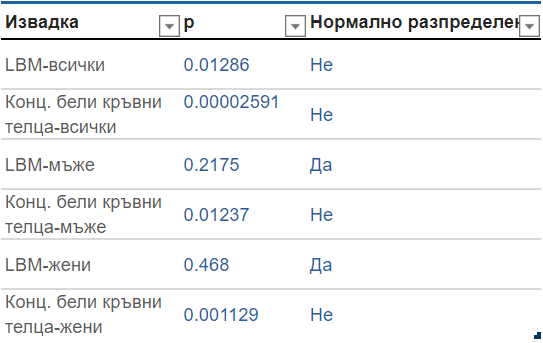 Извадка p Нормално разпределен
LBM-всички 0.01286 Не
Конц. бели кръвни 0.00002591 Не
телца-всички
LBM-мъже 0.2175 Да
Конц. бели кръвни 0.01237 Не
телца-мъже
LBM-жени 0.468 Да
Конц. бели кръвни 0.001129 Не
телца-жени